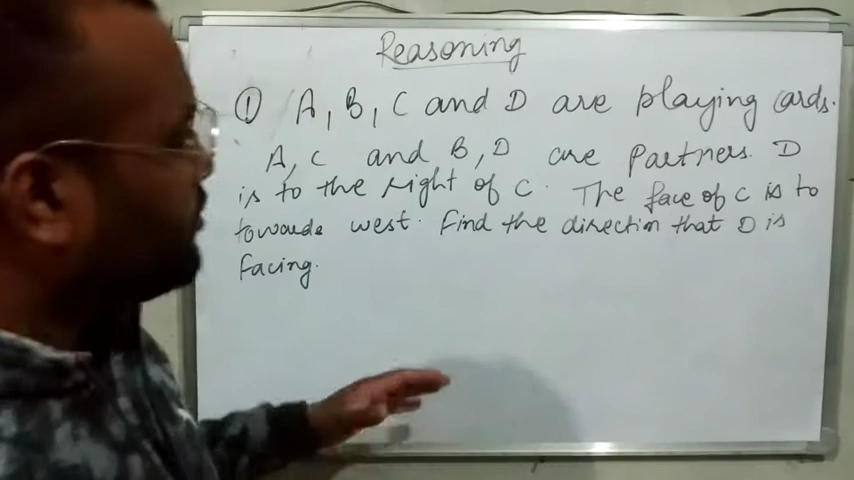 Reasoning
① A, B, C and D are playing cards.
A, C and B, D are Partners. D
is to the right of C. The face of C is to
towards west. Find the direction that D is
facing.